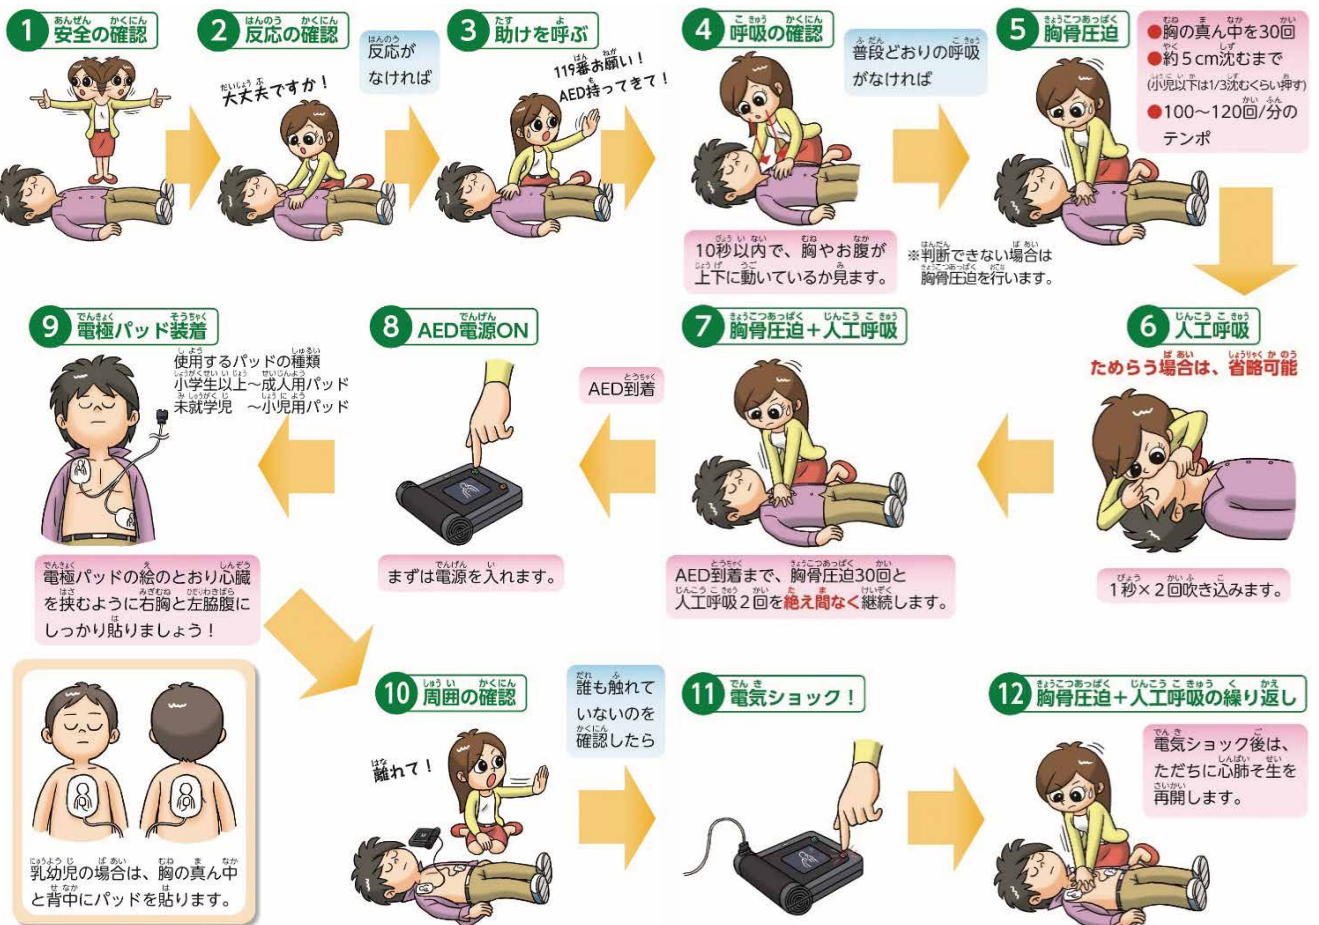 1 安全の確認
2 反応の確認
大丈夫ですか！
反応が
なければ
3 助けを呼ぶ
119番お願い！
AED持ってきて！
4 呼吸の確認
普段どおりの呼吸
がなければ
10秒以内で、胸やお腹が
上下に動いているか見ます。
※判断できない場合は
胸骨圧迫を行います。
5 胸骨圧迫
●胸の真ん中を30回
●約５cm沈むまで
(小児以下は1/3沈むくらい押す)
●100～120回/分の
テンポ
6 人工呼吸
ためらう場合は、省略可能
1秒×２回吹き込みます。
7 胸骨圧迫＋人工呼吸
AED到着まで、胸骨圧迫30回と
人工呼吸２回を絶え間なく継続します。
AED到着
8 AED電源ON
まずは電源を入れます。
9 電極パッド装着
使用するパッドの種類
小学生以上～成人用パッド
未就学児　～小児用パッド
電極パッドの絵のとおり心臓
を挟むように右胸と左脇腹に
しっかり貼りましょう！
乳幼児の場合は、胸の真ん中
と背中にパッドを貼ります。
10 周囲の確認
離れて！
誰も触れて
いないのを
確認したら
11 電気ショック！
12 胸骨圧迫＋人工呼吸の繰り返し
電気ショック後は、
ただちに心肺そ生を
再開します。